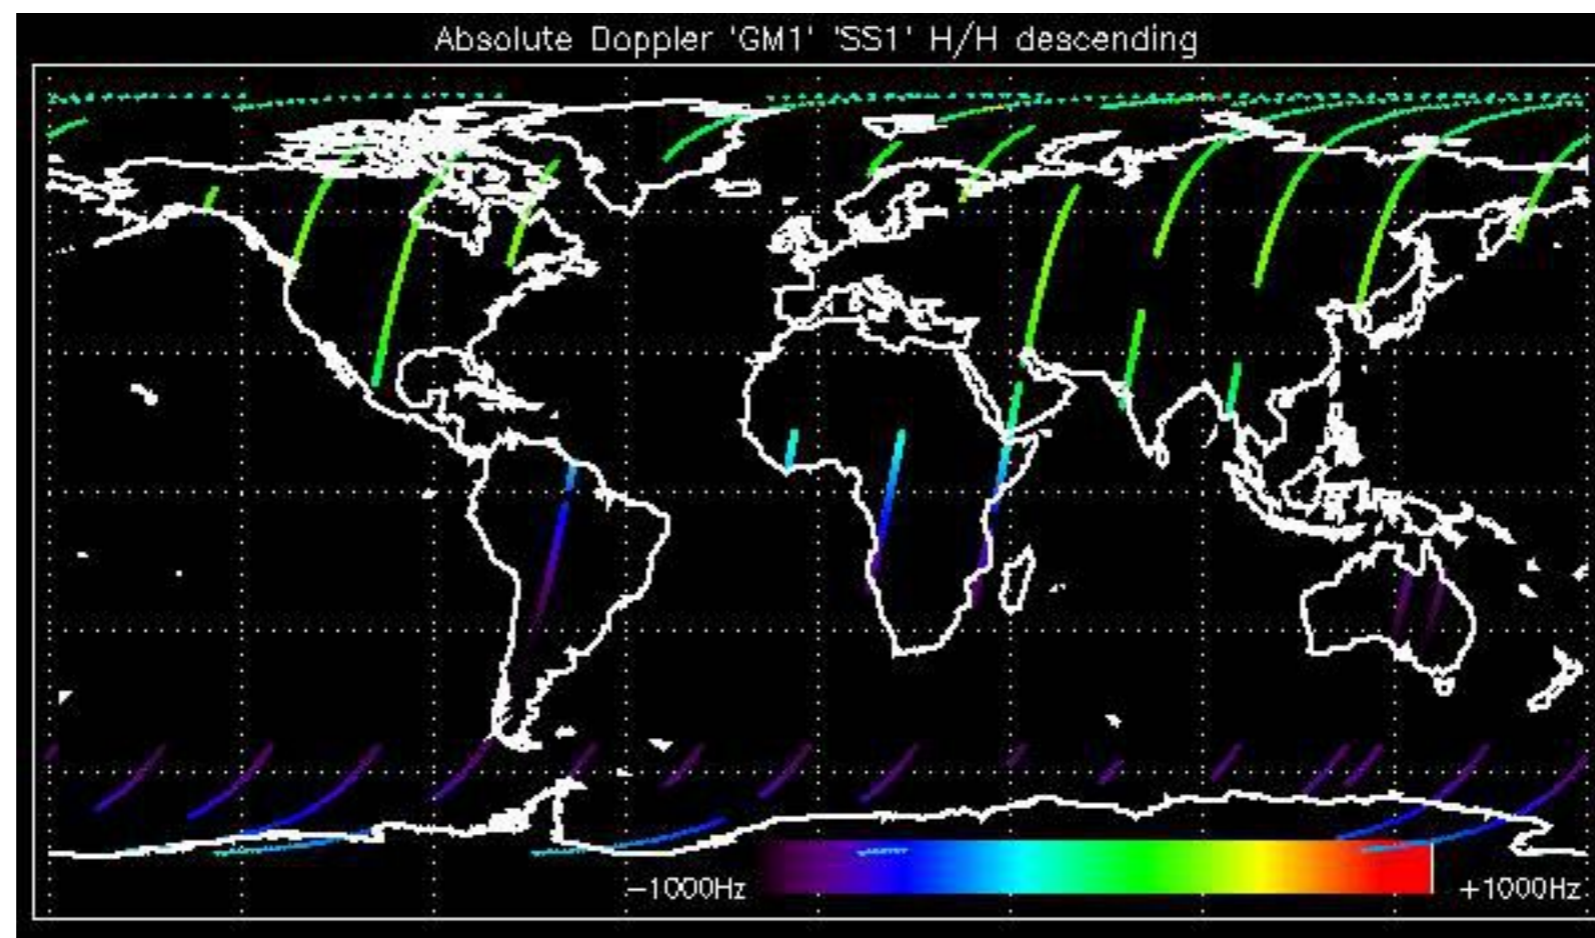 Absolute Doppler 'GM1' 'SS1' H/H descending
-1000Hz +1000Hz